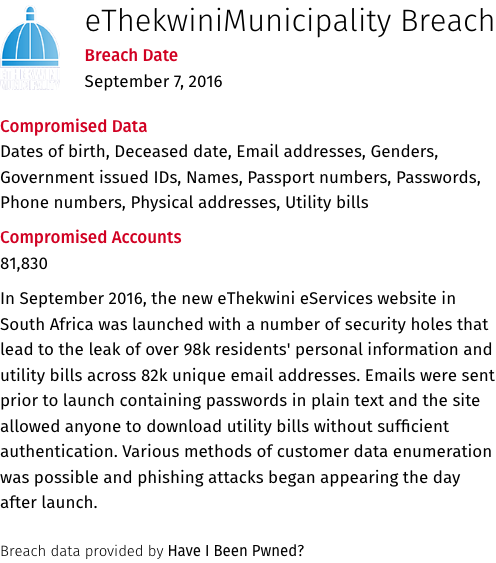 eThekwiniMunicipality Breach
Breach Date
September 7, 2016
Compromised Data
Dates of birth, Deceased date, Email addresses, Genders,
Government issued IDs, Names, Passport numbers, Passwords,
Phone numbers, Physical addresses, Utility bills
Compromised Accounts
81,830
In September 2016, the new eThekwini eServices website in
South Africa was launched with a number of security holes that
lead to the leak of over 98k residents' personal information and
utility bills across 82k unique email addresses. Emails were sent
prior to launch containing passwords in plain text and the site
allowed anyone to download utility bills without sufficient
authentication. Various methods of customer data enumeration
was possible and phishing attacks began appearing the day
after launch.
Breach data provided by Have I Been Pwned?